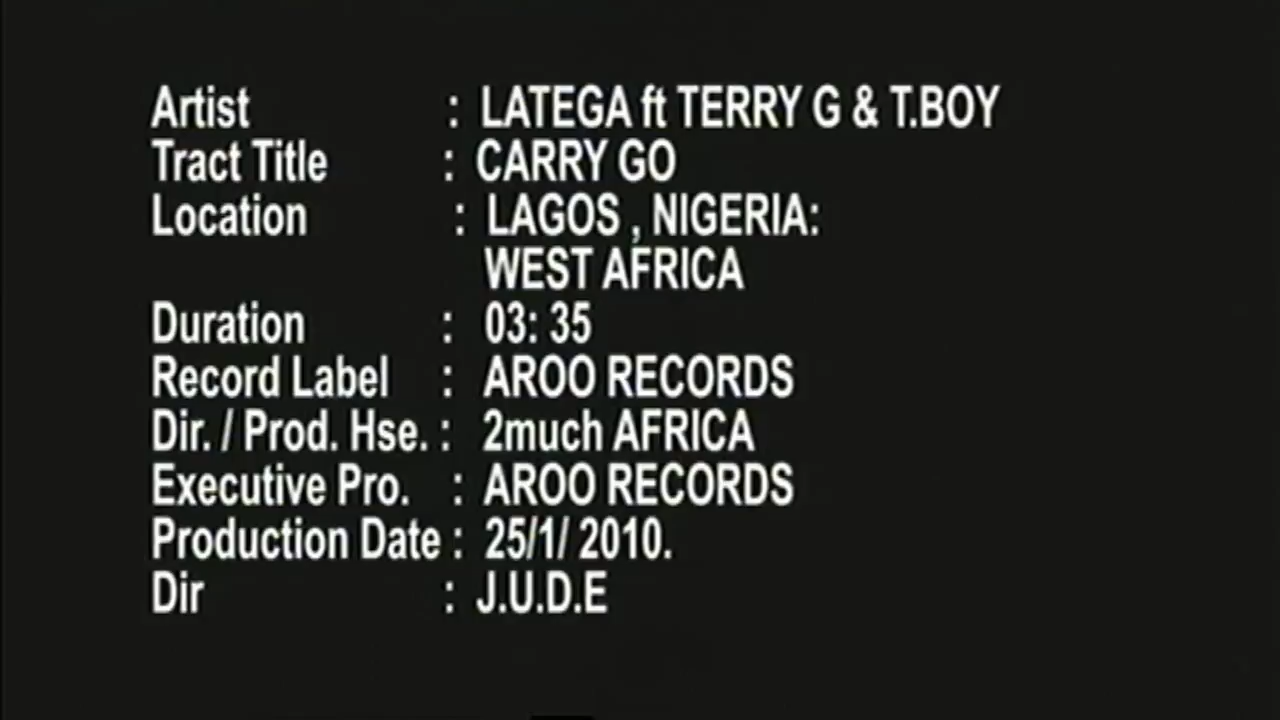 Artist : LATEGA ft TERRY G & T.BOY
Tract Title : CARRY GO
Location : LAGOS , NIGERIA:
WEST AFRICA
Duration : 03: 35
Record Label : AROO RECORDS
Dir. / Prod. Hse. : 2much AFRICA
Executive Pro. : AROO RECORDS
Production Date : 25/1/ 2010.
Dir : J.U.D.E